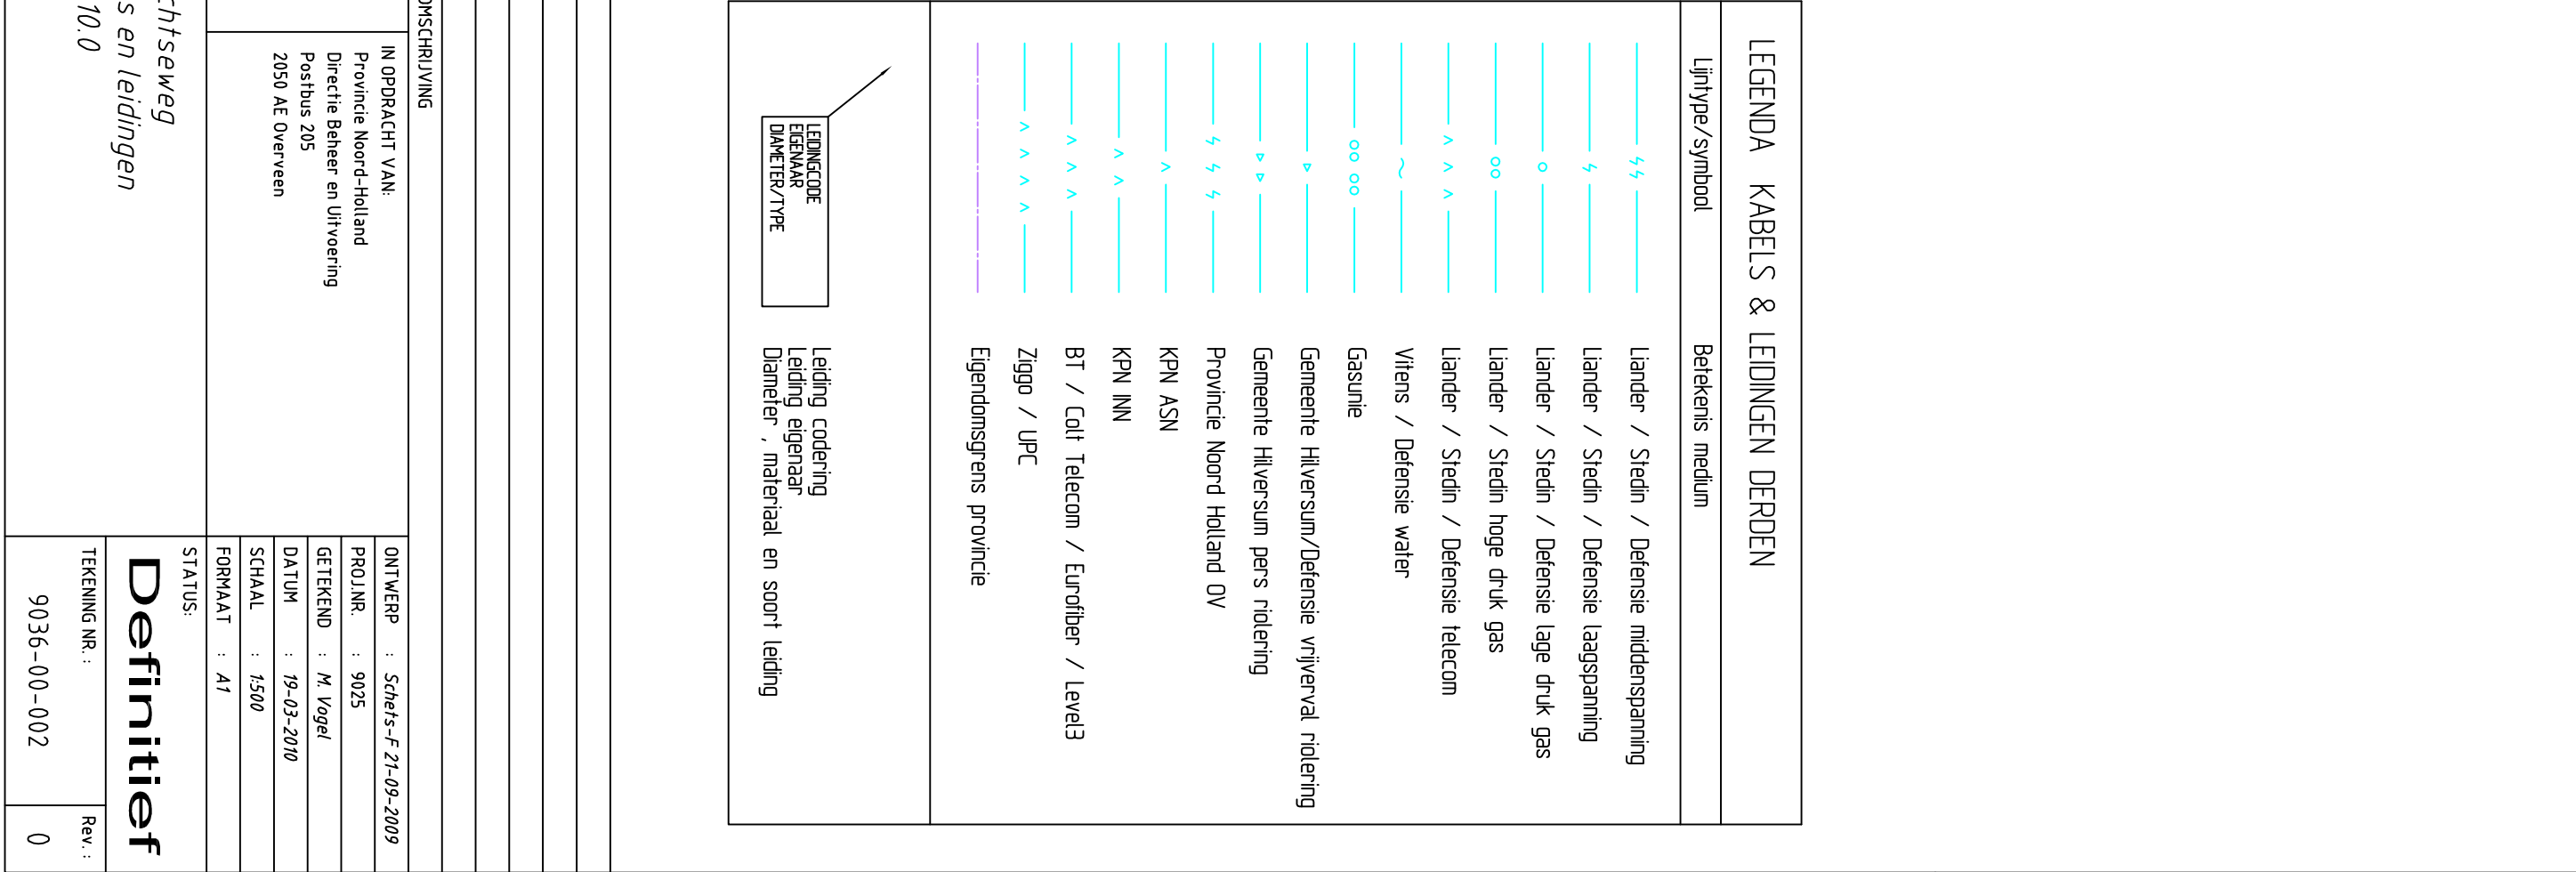 LEGENDA KABELS & LEIDINGEN DERDEN
Lijntype/symbool Betekenis medium
Liander / Stedin / Defensie middenspanning
Liander / Stedin / Defensie laagspanning
Liander / Stedin / Defensie lage druk gas
Liander / Stedin hoge druk gas
Liander / Stedin / Defensie telecom
Vitens / Defensie water
Gasunie
Gemeente Hilversum/Defensie vrijverval riolering
Gemeente Hilversum pers riolering
Provincie Noord Holland OV
KPN ASN
KPN INN
BT / Colt Telecom / Eurofiber / Level3
Ziggo / UPC
Eigendomsgrens provincie
LEIDINGCODE
EIGENAAR
DIAMETER/TYPE
Leiding codering
Leiding eigenaar
Diameter , materiaal en soort leiding
OMSCHRIJVING
IN OPDRACHT VAN:
Provincie Noord-Holland
Directie Beheer en Uitvoering
Postbus 205
2050 AE Overveen
ONTWERP : Schets-F 21-09-2009
PROJ.NR. : 9025
GETEKEND : M. Vogel
DATUM : 19-03-2010
SCHAAL : 1:500
FORMAAT : A1
chtseweg
s en leidingen
10.0
STATUS:
Definitief
TEKENING NR. :
9036-00-002
Rev. :
0